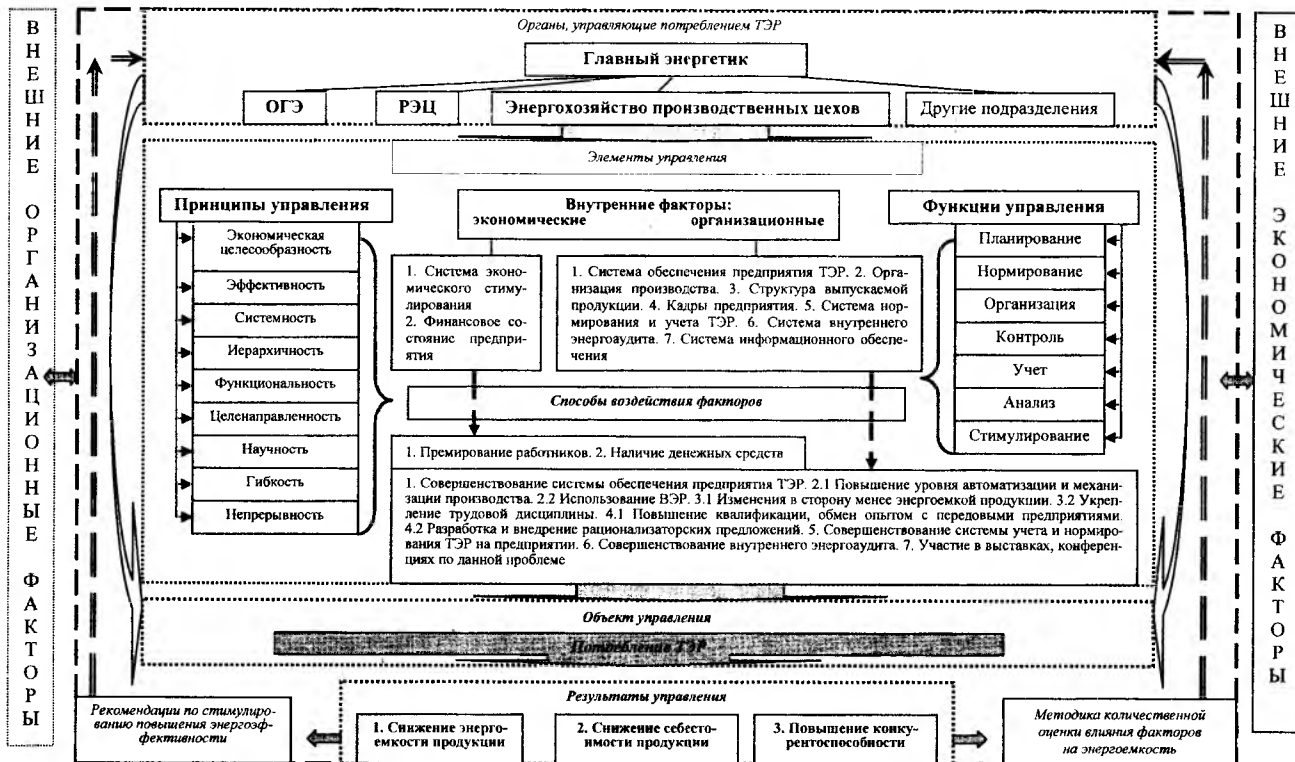 ВНЕШНИЕ ОРГАНИЗАЦИОННЫЕ ФАКТОРЫ
Органы, управляющие потреблением ТЭР
Главный энергетик
ОГЭ
РЭЦ
Энергохозяйство производственных цехов
Другие подразделения
Элементы управления
Принципы управления
Экономическая
целесообразность
Эффективность
Системность
Иерархичность
Функциональность
Целенаправленность
Научность
Гибкость
Непрерывность
Внутренние факторы:
экономические организационные
1. Система эконо-
мического стиму-
лирования
2. Финансовое со-
стояние предпри-
ятия
1. Система обеспечения предприятия ТЭР. 2. Ор-
ганизация производства. 3. Структура выпускаемой
продукции. 4. Кадры предприятия. 5. Система нор-
мирования и учета ТЭР. 6. Система внутреннего
энергоаудита. 7. Система информационного обеспе-
чения
Функции управления
Планирование
Нормирование
Организация
Контроль
Учет
Анализ
Стимулирование
Способы воздействия факторов
1. Премирование работников. 2. Наличие денежных средств
1. Совершенствование системы обеспечения предприятия ТЭР. 2.1 Повышение уровня автоматизации и механи-
зации производства. 2.2 Использование ВЭР. 3.1 Изменения в сторону менее энергоемкой продукции. 3.2 Укреп-
ление трудовой дисциплины. 4.1 Повышение квалификации, обмен опытом с передовыми предприятиями.
4.2 Разработка и внедрение рационализаторских предложений. 5. Совершенствование системы учета и нормиро-
вания ТЭР на предприятии. 6. Совершенствование внутреннего энергоаудита. 7. Участие в выставках, конферен-
циях по данной проблеме
Объект управления
Потребление ТЭР
Результаты управления
1. Снижение энерго-
емкости продукции
2. Снижение себесто-
имости продукции
3. Повышение конку-
рентоспособности
Рекомендации по стимулиро-
ванию повышения энергоэф-
фективности
Методика количественной
оценки влияния факторов
на энергоемкость
ВНЕШНИЕ ЭКОНОМИЧЕСКИЕ ФАКТОРЫ